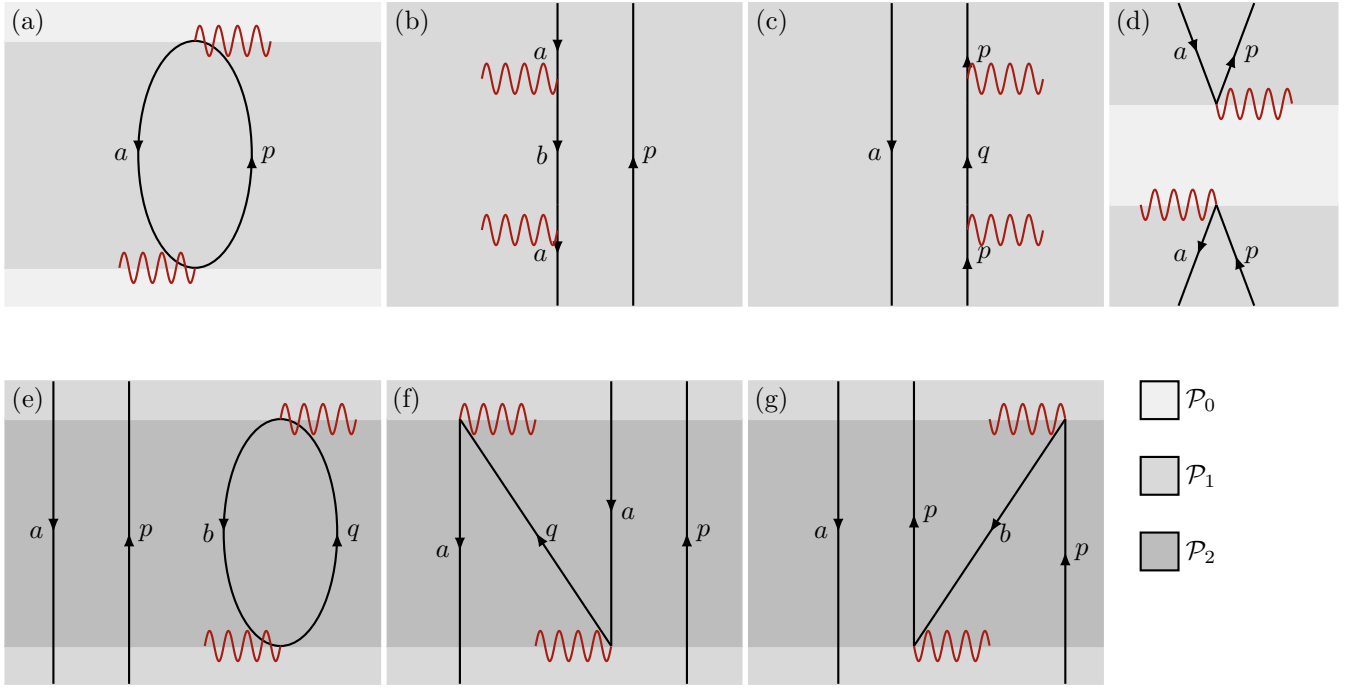 (a) a p
(b) a b a p
(c) a p q p
(d) a p a p
(e) a p b q
(f) a q a p
(g) a p b p
𝒫₀
𝒫₁
𝒫₂